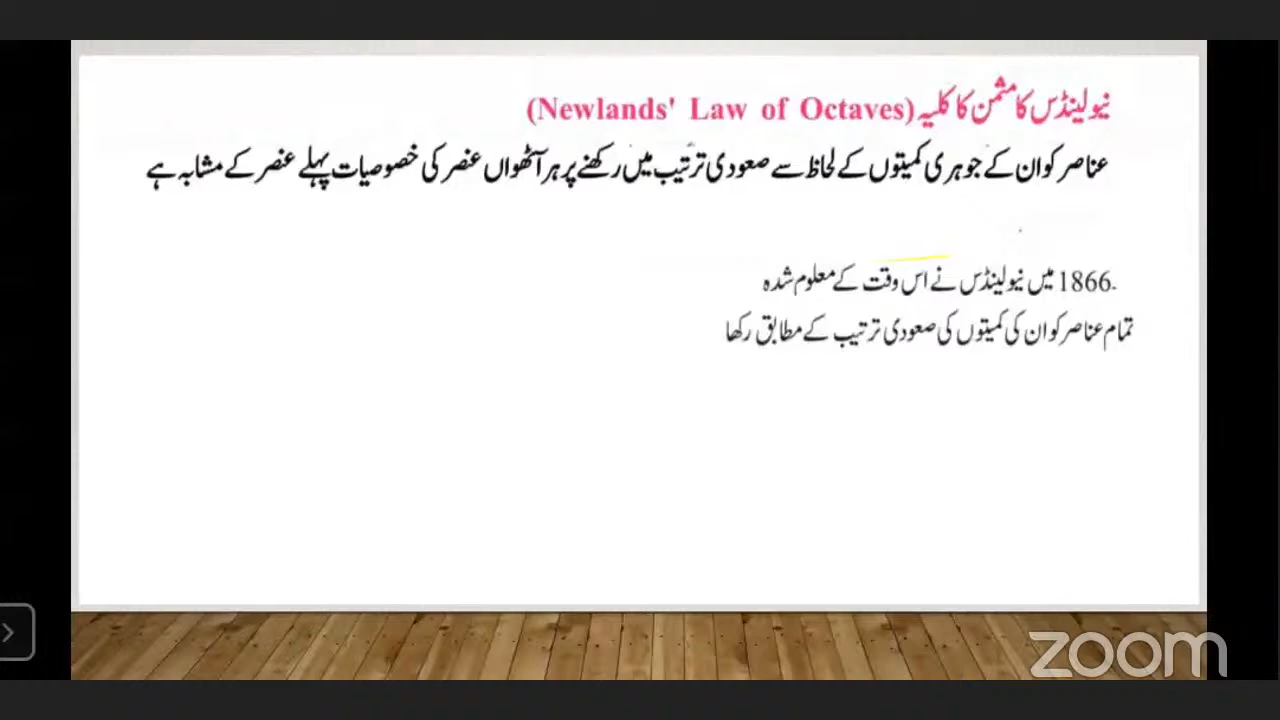 نیولینڈس کا مثمن کا کلیہ (Newlands' Law of Octaves)
عناصر کو ان کے جوہری کمیتوں کے لحاظ سے صعودی ترتیب میں رکھنے پر ہر آٹھواں عنصر کی خصوصیات پہلے عنصر کے مشابہ ہے
.1866 میں نیولینڈس نے اس وقت کے معلوم شدہ
تمام عناصر کو ان کی کمیتوں کی صعودی ترتیب کے مطابق رکھا
zoom